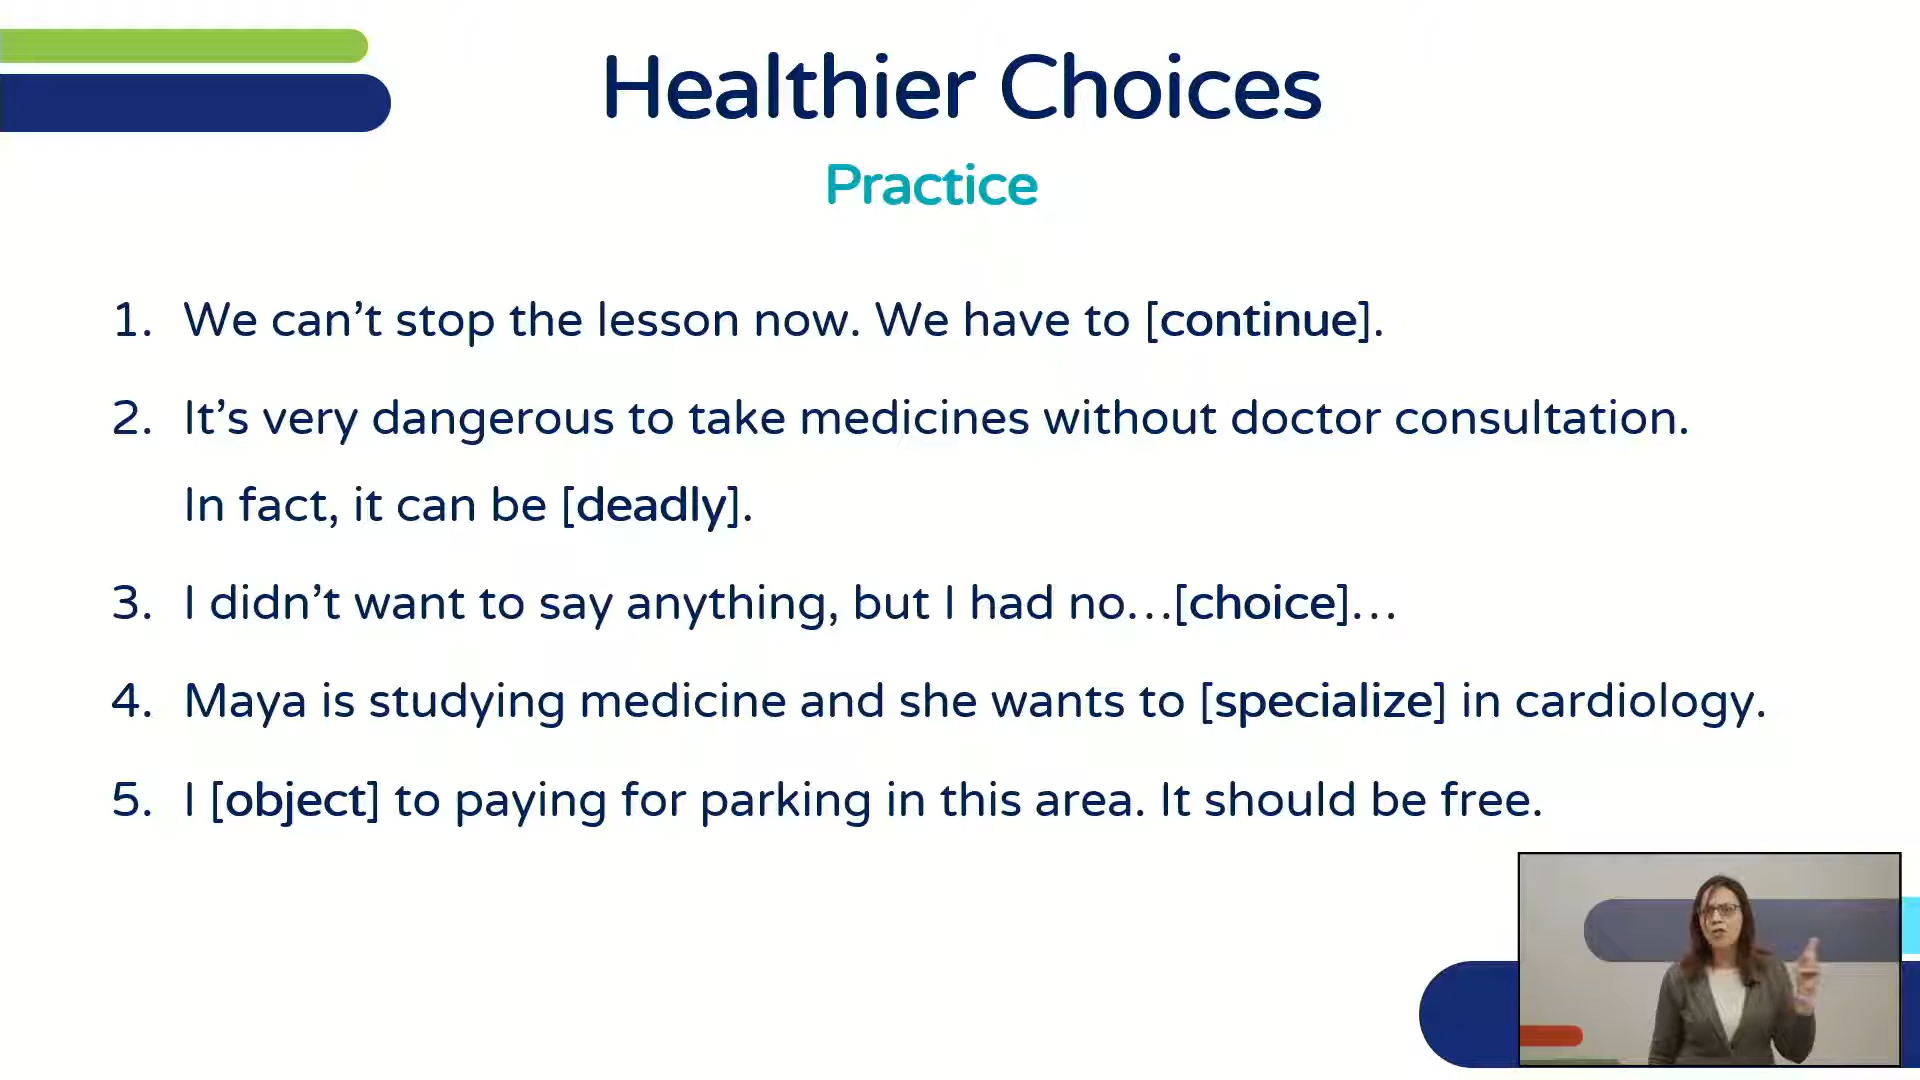 Healthier Choices
Practice
1. We can't stop the lesson now. We have to [continue].
2. It's very dangerous to take medicines without doctor consultation.
In fact, it can be [deadly].
3. I didn't want to say anything, but I had no...[choice]...
4. Maya is studying medicine and she wants to [specialize] in cardiology.
5. I [object] to paying for parking in this area. It should be free.